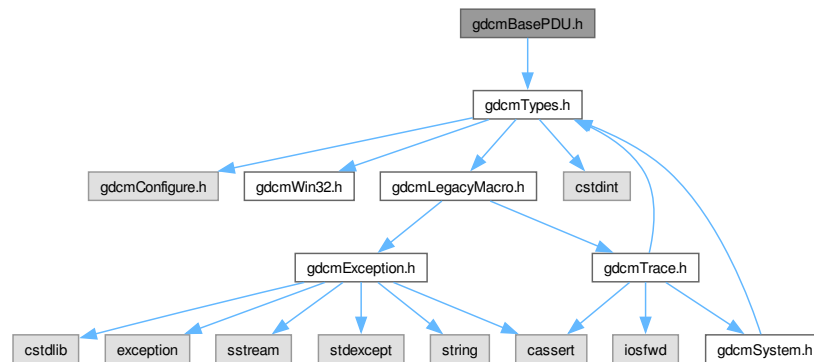 gdcmBasePDU.h
gdcmTypes.h
gdcmConfigure.h
gdcmWin32.h
gdcmLegacyMacro.h
cstdint
gdcmException.h
gdcmTrace.h
cstdlib
exception
sstream
stdexcept
string
cassert
iosfwd
gdcmSystem.h